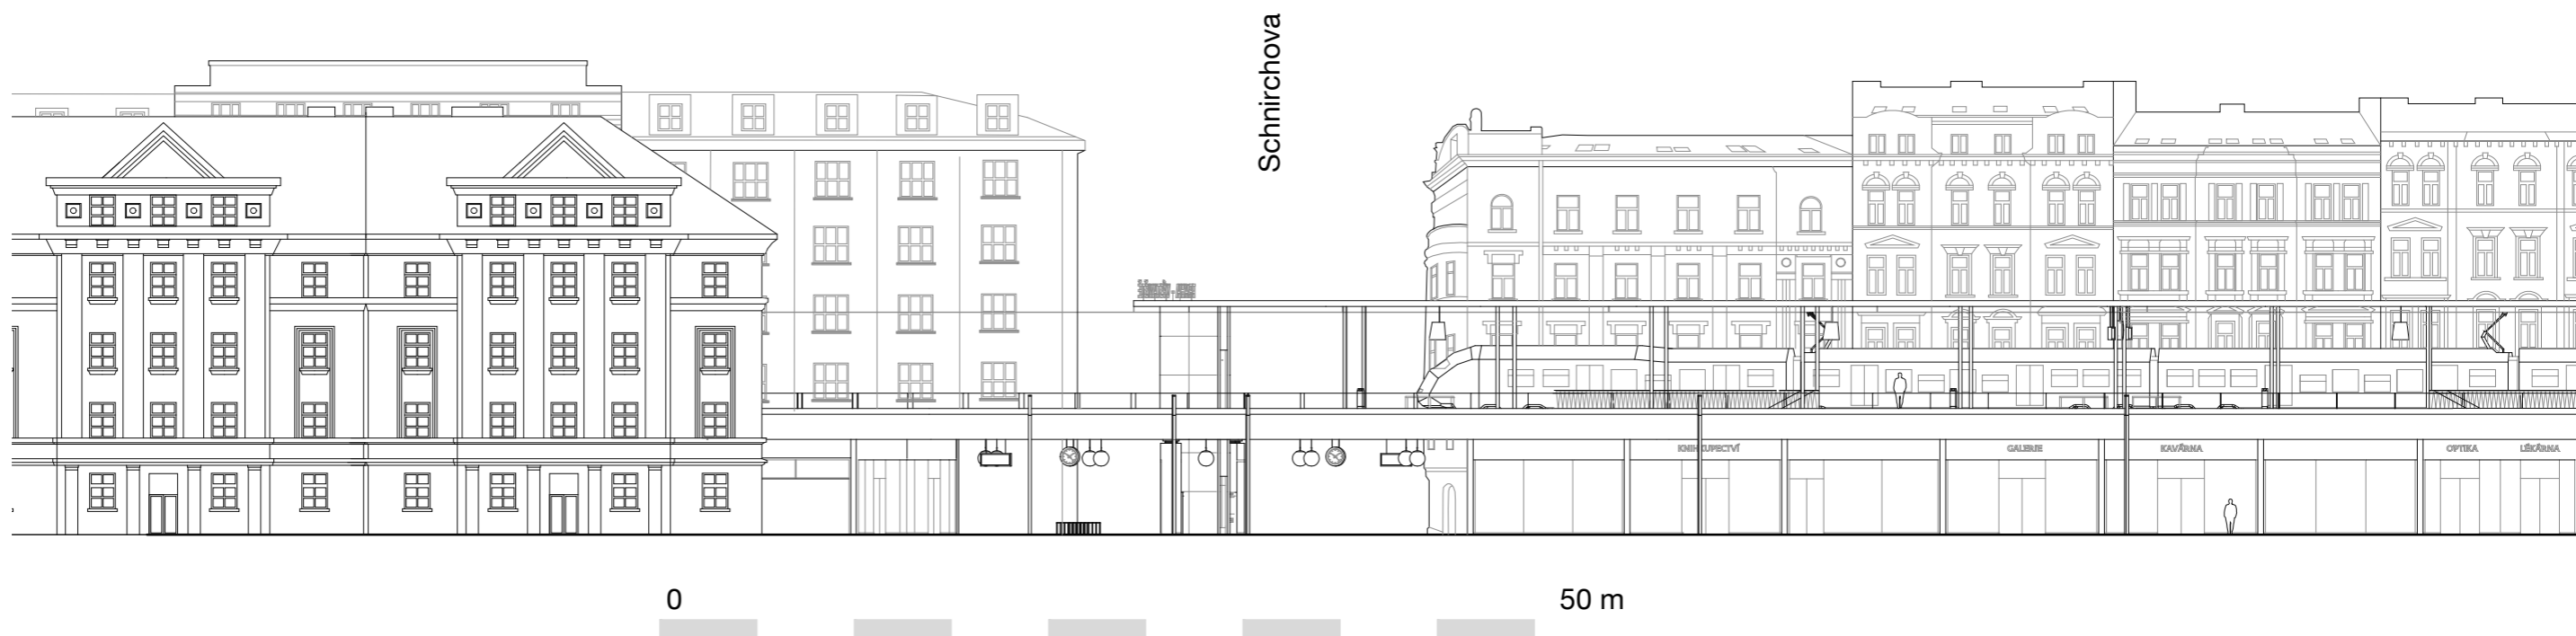 Schnirchova
KNIHKUPECTVÍ
GALERIE
KAVÁRNA
OPTIKA
LÉKÁRNA
0
50 m